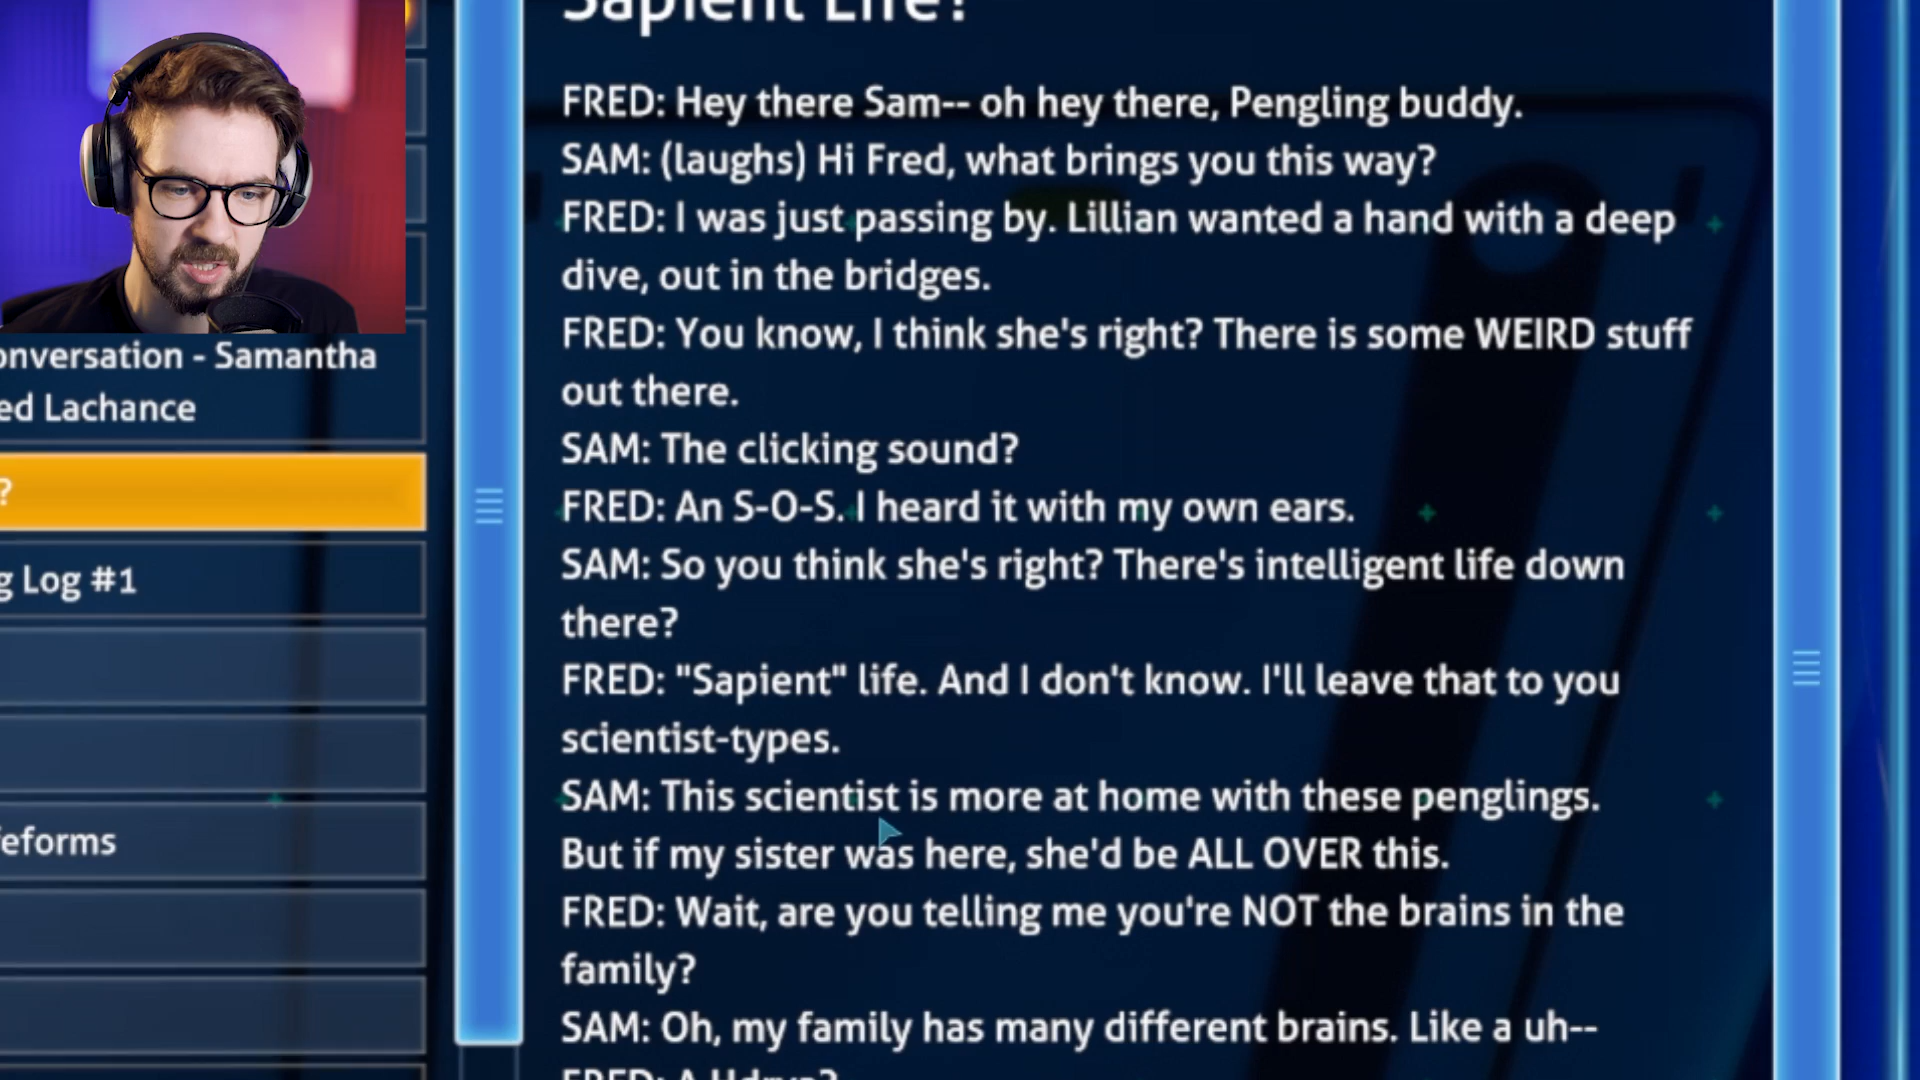 Sapient Life?
FRED: Hey there Sam-- oh hey there, Pengling buddy.
SAM: (laughs) Hi Fred, what brings you this way?
FRED: I was just passing by. Lillian wanted a hand with a deep
dive, out in the bridges.
FRED: You know, I think she's right? There is some WEIRD stuff
out there.
SAM: The clicking sound?
FRED: An S-O-S. I heard it with my own ears.
SAM: So you think she's right? There's intelligent life down
there?
FRED: "Sapient" life. And I don't know. I'll leave that to you
scientist-types.
SAM: This scientist is more at home with these penglings.
But if my sister was here, she'd be ALL OVER this.
FRED: Wait, are you telling me you're NOT the brains in the
family?
SAM: Oh, my family has many different brains. Like a uh--
FRED: A
onversation - Samantha
ed Lachance
?
g Log #1
feforms